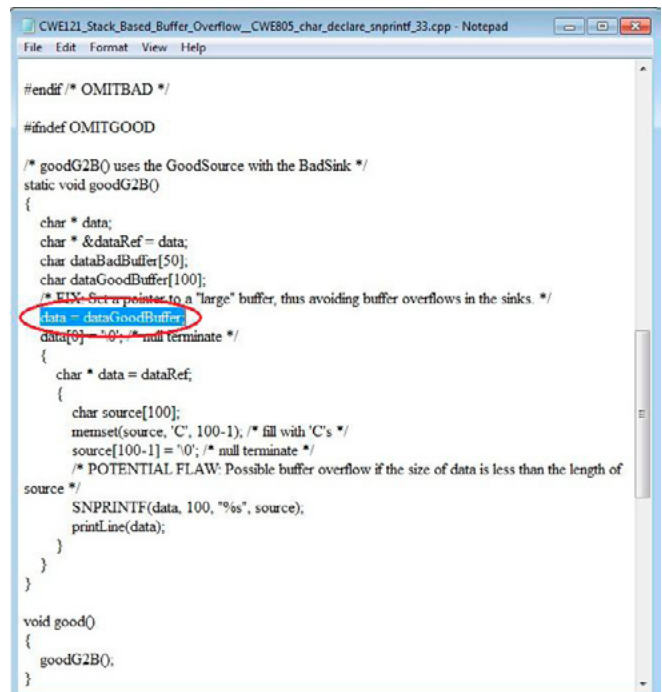 CWE121_Stack_Based_Buffer_Overflow__CWE805_char_declare_snprintf_33.cpp - Notepad
File Edit Format View Help
#endif /* OMITBAD */
#ifndef OMITGOOD
/* goodG2B() uses the GoodSource with the BadSink */
static void goodG2B()
{
char * data;
char * &dataRef = data;
char dataBadBuffer[50];
char dataGoodBuffer[100];
/* FIX: Set a pointer to a "large" buffer, thus avoiding buffer overflows in the sinks. */
data = dataGoodBuffer;
data[0] = '\0'; /* null terminate */
{
char * data = dataRef;
{
char source[100];
memset(source, 'C', 100-1); /* fill with 'C's */
source[100-1] = '\0'; /* null terminate */
/* POTENTIAL FLAW: Possible buffer overflow if the size of data is less than the length of
source */
SNPRINTF(data, 100, "%s", source);
printLine(data);
}
}
}
void good()
{
goodG2B();
}